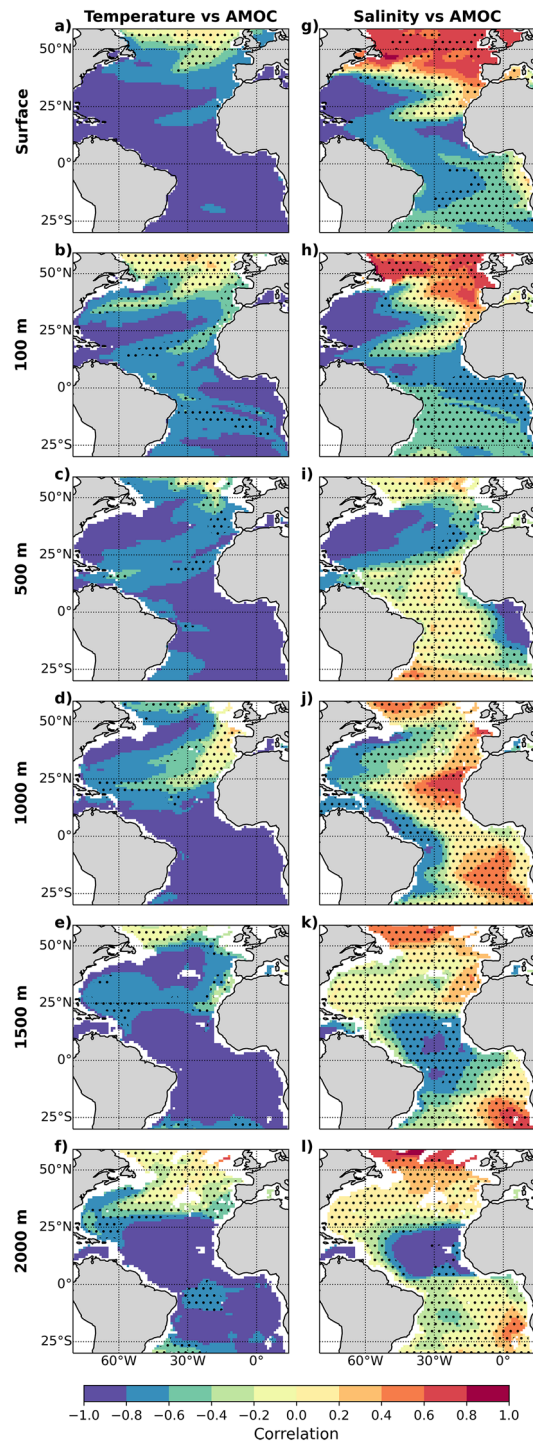 Temperature vs AMOC Salinity vs AMOC
a) g)
50°N
25°N
0°
25°S
Surface
b) h)
50°N
25°N
0°
25°S
100 m
c) i)
50°N
25°N
0°
25°S
500 m
d) j)
50°N
25°N
0°
25°S
1000 m
e) k)
50°N
25°N
0°
25°S
1500 m
f) l)
50°N
25°N
0°
25°S
2000 m
60°W 30°W 0° 60°W 30°W 0°
−1.0 −0.8 −0.6 −0.4 −0.2 0.0 0.2 0.4 0.6 0.8 1.0
Correlation